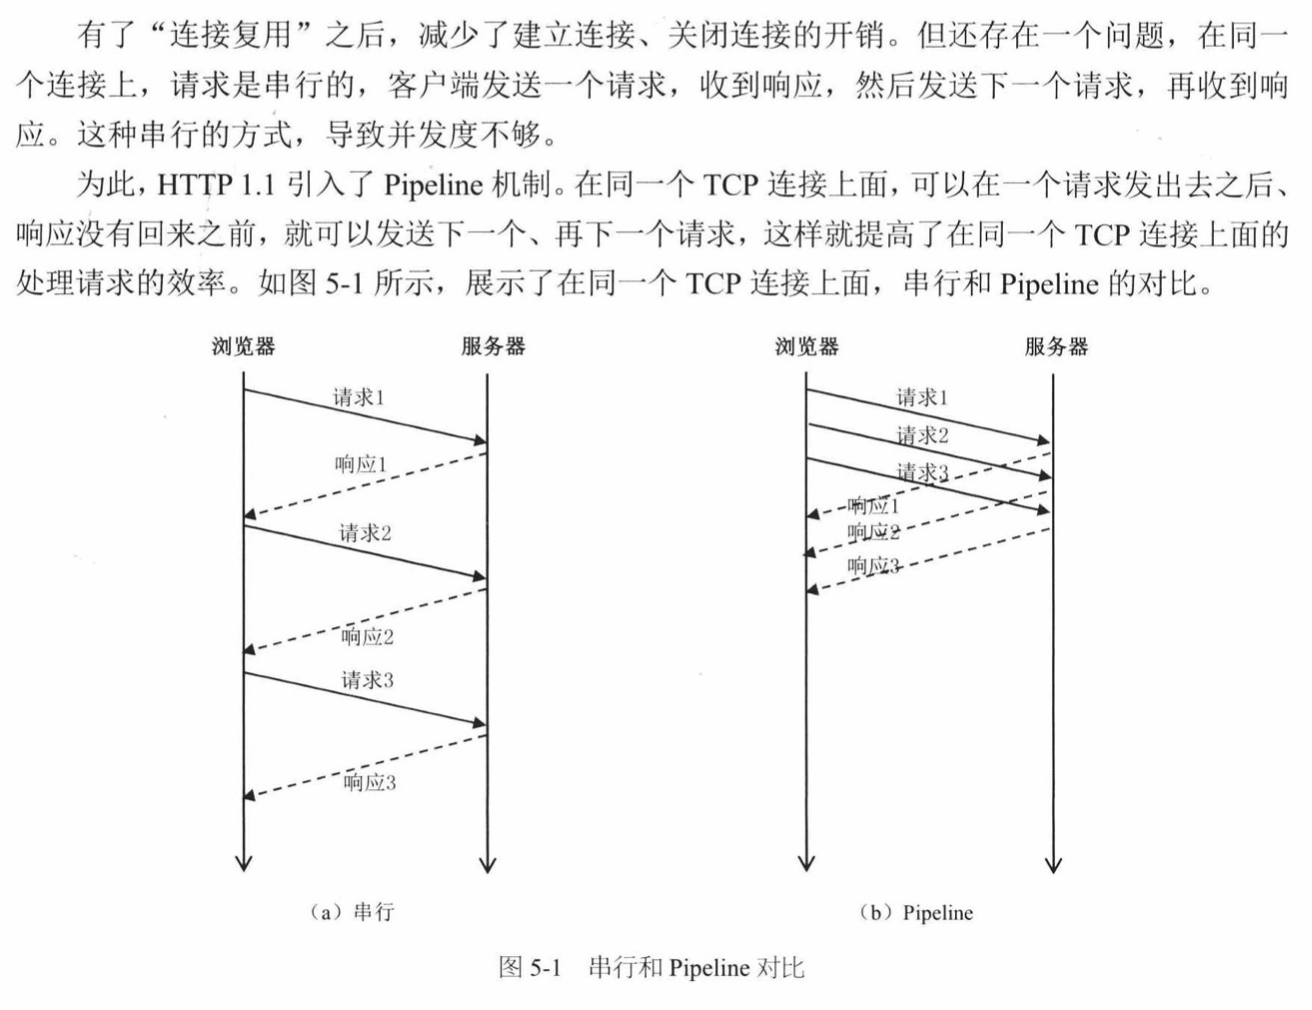 有了“连接复用”之后，减少了建立连接、关闭连接的开销。但还存在一个问题，在同一
个连接上，请求是串行的，客户端发送一个请求，收到响应，然后发送下一个请求，再收到响
应。这种串行的方式，导致并发度不够。
为此，HTTP 1.1 引入了 Pipeline 机制。在同一个 TCP 连接上面，可以在一个请求发出去之后、
响应没有回来之前，就可以发送下一个、再下一个请求，这样就提高了在同一个 TCP 连接上面的
处理请求的效率。如图 5-1 所示，展示了在同一个 TCP 连接上面，串行和 Pipeline 的对比。
浏览器
服务器
请求1
响应1
请求2
响应2
请求3
响应3
（a）串行
浏览器
服务器
请求1
请求2
请求3
响应1
响应2
响应3
（b）Pipeline
图 5-1 串行和 Pipeline 对比